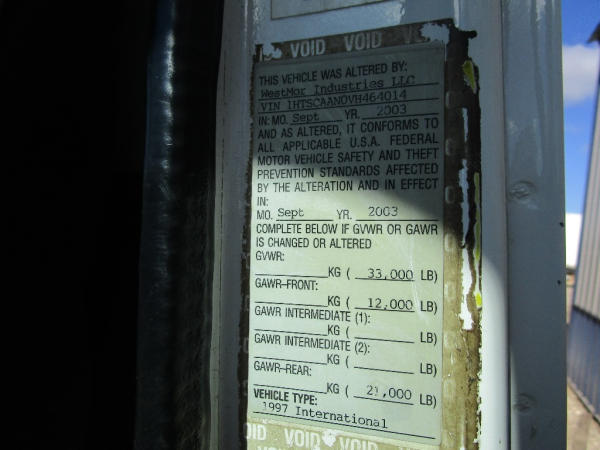 VOID VOID
THIS VEHICLE WAS ALTERED BY:
WestMor Industries LLC
VIN 1HTSCAANOVH464014
IN: MO. Sept YR. 2003
AND AS ALTERED, IT CONFORMS TO
ALL APPLICABLE U.S.A. FEDERAL
MOTOR VEHICLE SAFETY AND THEFT
PREVENTION STANDARDS AFFECTED
BY THE ALTERATION AND IN EFFECT
IN:
MO. Sept YR. 2003
COMPLETE BELOW IF GVWR OR GAWR
IS CHANGED OR ALTERED
GVWR:
KG ( 33,000 LB)
GAWR-FRONT:
KG ( 12,000 LB)
GAWR INTERMEDIATE (1):
KG ( LB)
GAWR INTERMEDIATE (2):
KG ( LB)
GAWR-REAR:
KG ( 21,000 LB)
VEHICLE TYPE:
1997 International
OID VOID VOID